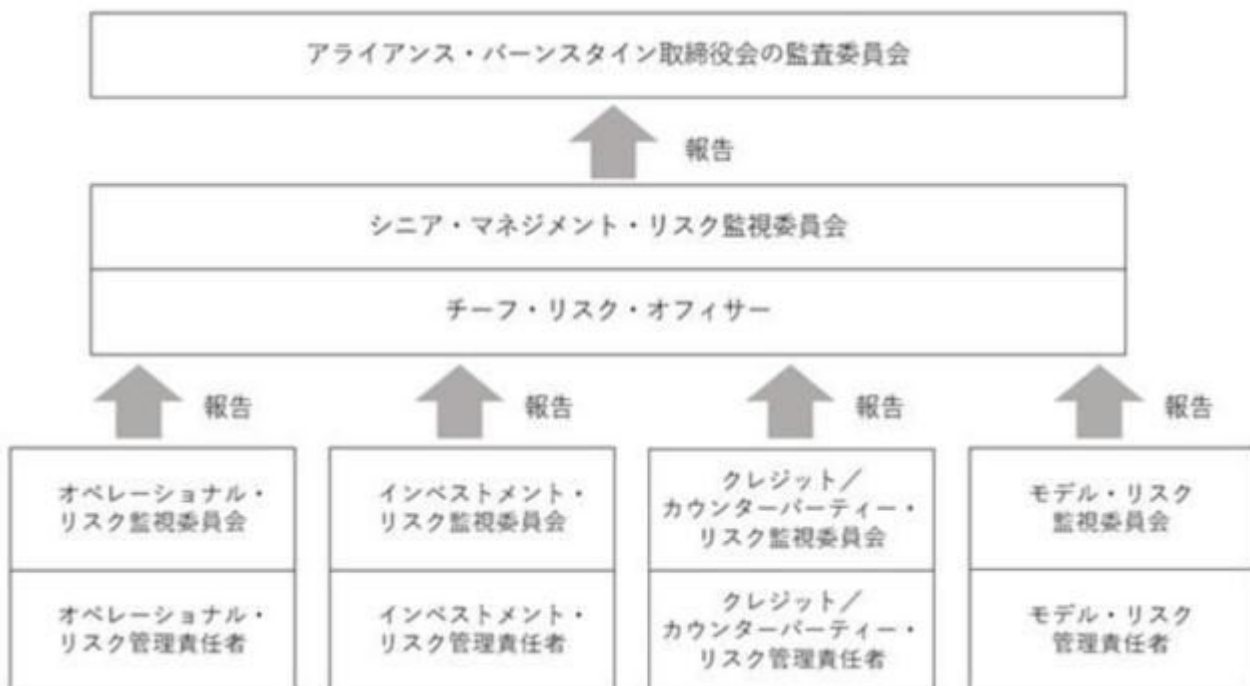 アライアンス・バーンスタイン取締役会の監査委員会
報告
シニア・マネジメント・リスク監視委員会
チーフ・リスク・オフィサー
報告
報告
報告
報告
オペレーショナル・
リスク監視委員会
インベストメント・
リスク監視委員会
クレジット／
カウンターパーティー・
リスク監視委員会
モデル・リスク
監視委員会
オペレーショナル・
リスク管理責任者
インベストメント・
リスク管理責任者
クレジット／
カウンターパーティー・
リスク管理責任者
モデル・リスク
管理責任者